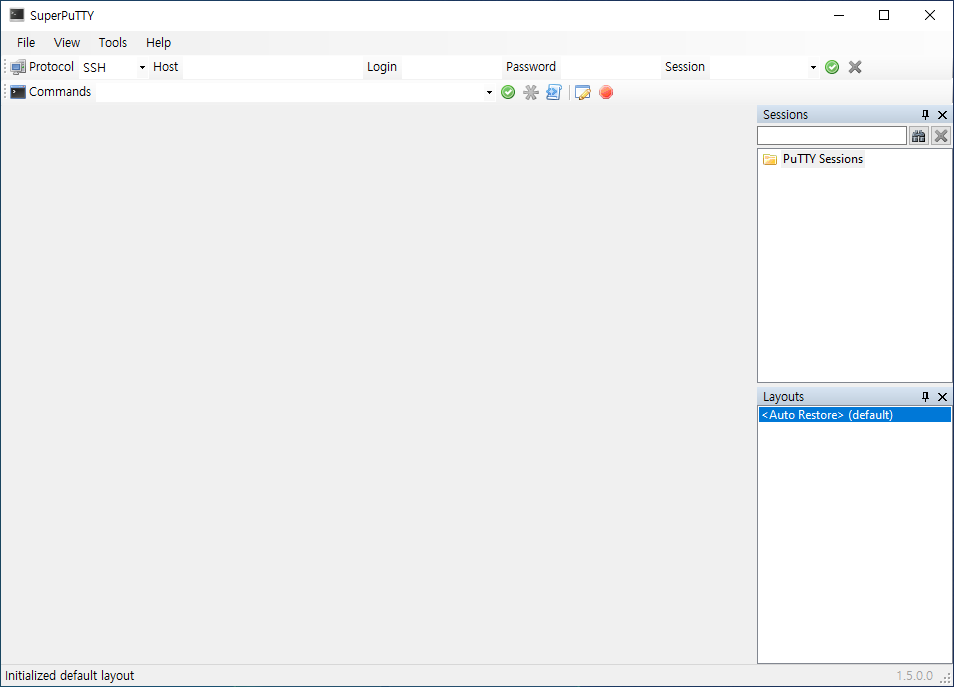 SuperPuTTY
File View Tools Help
Protocol SSH Host Login Password Session
Commands
Sessions
PuTTY Sessions
Layouts
<Auto Restore> (default)
Initialized default layout 1.5.0.0